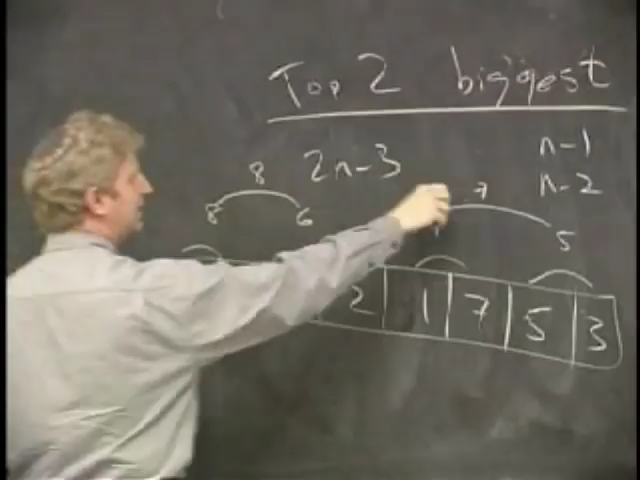 Top 2 biggest
2n-3
n-1
n-2
8 7
8 6 5
2 1 7 5 3